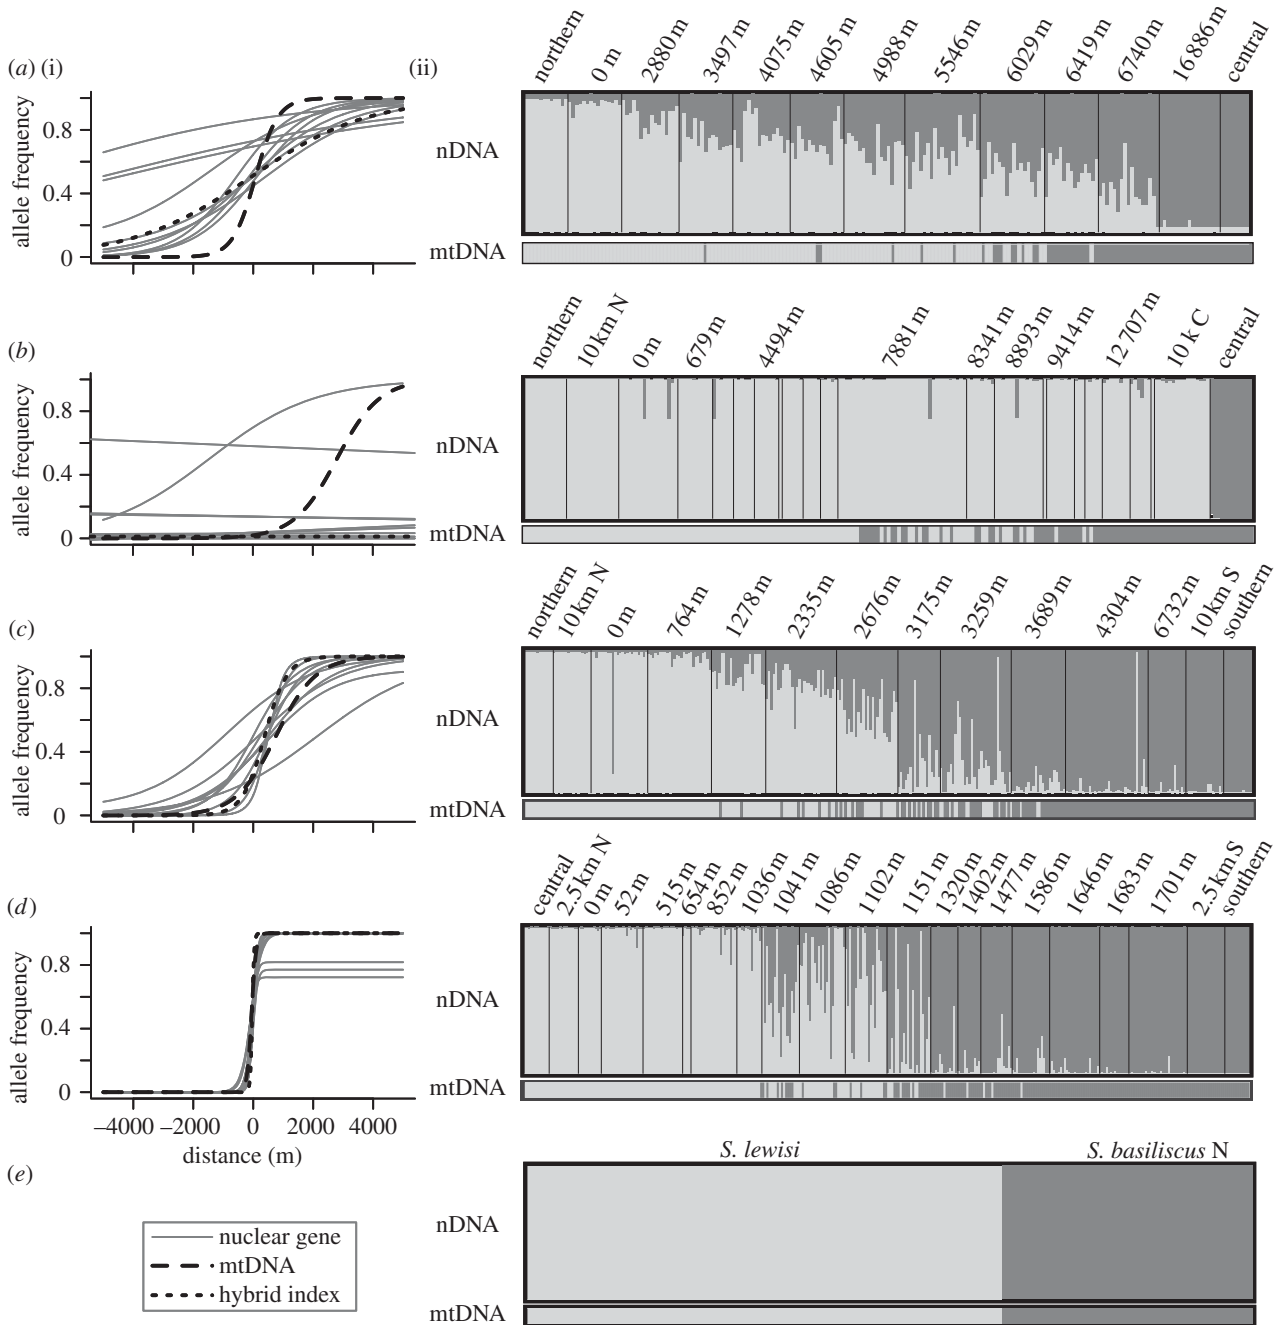 (a) (i)
(ii)
northern 0 m 2880 m 3497 m 4075 m 4605 m 4988 m 5546 m 6029 m 6419 m 6740 m 16 886 m central
allele frequency
0.8
0.4
0
nDNA
mtDNA
(b)
northern 10 km N 0 m 679 m 4494 m 7881 m 8341 m 8893 m 9414 m 12 707 m 10 k C central
allele frequency
0.8
0.4
0
nDNA
mtDNA
(c)
northern 10 km N 0 m 764 m 1278 m 2335 m 2676 m 3175 m 3259 m 3689 m 4304 m 6732 m 10 km S southern
allele frequency
0.8
0.4
0
nDNA
mtDNA
(d)
central 2.5 km N 0 m 52 m 515 m 654 m 852 m 1036 m 1041 m 1086 m 1102 m 1151 m 1320 m 1402 m 1477 m 1586 m 1646 m 1683 m 1701 m 2.5 km S southern
allele frequency
0.8
0.4
0
nDNA
mtDNA
–4000 –2000 0 2000 4000
distance (m)
(e)
S. lewisi S. basiliscus N
nDNA
mtDNA
nuclear gene
mtDNA
hybrid index